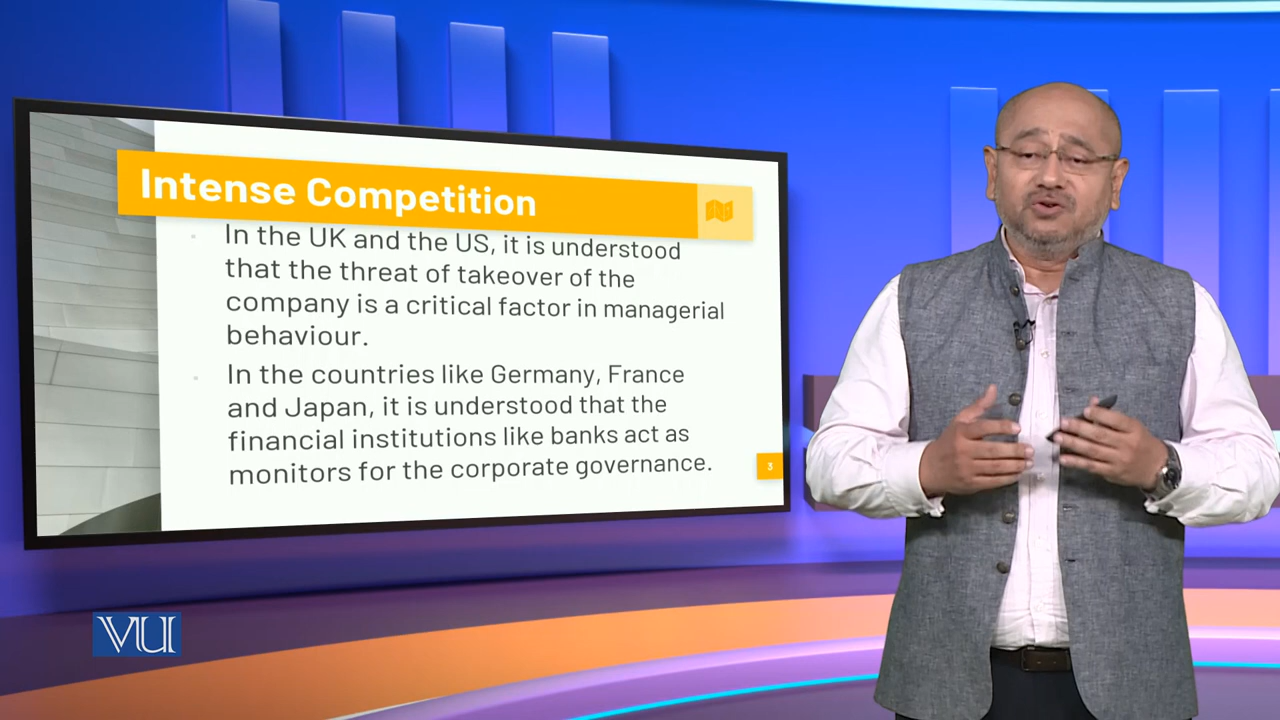 Intense Competition
In the UK and the US, it is understood
that the threat of takeover of the
company is a critical factor in managerial
behaviour.
In the countries like Germany, France
and Japan, it is understood that the
financial institutions like banks act as
monitors for the corporate governance.
3
VU